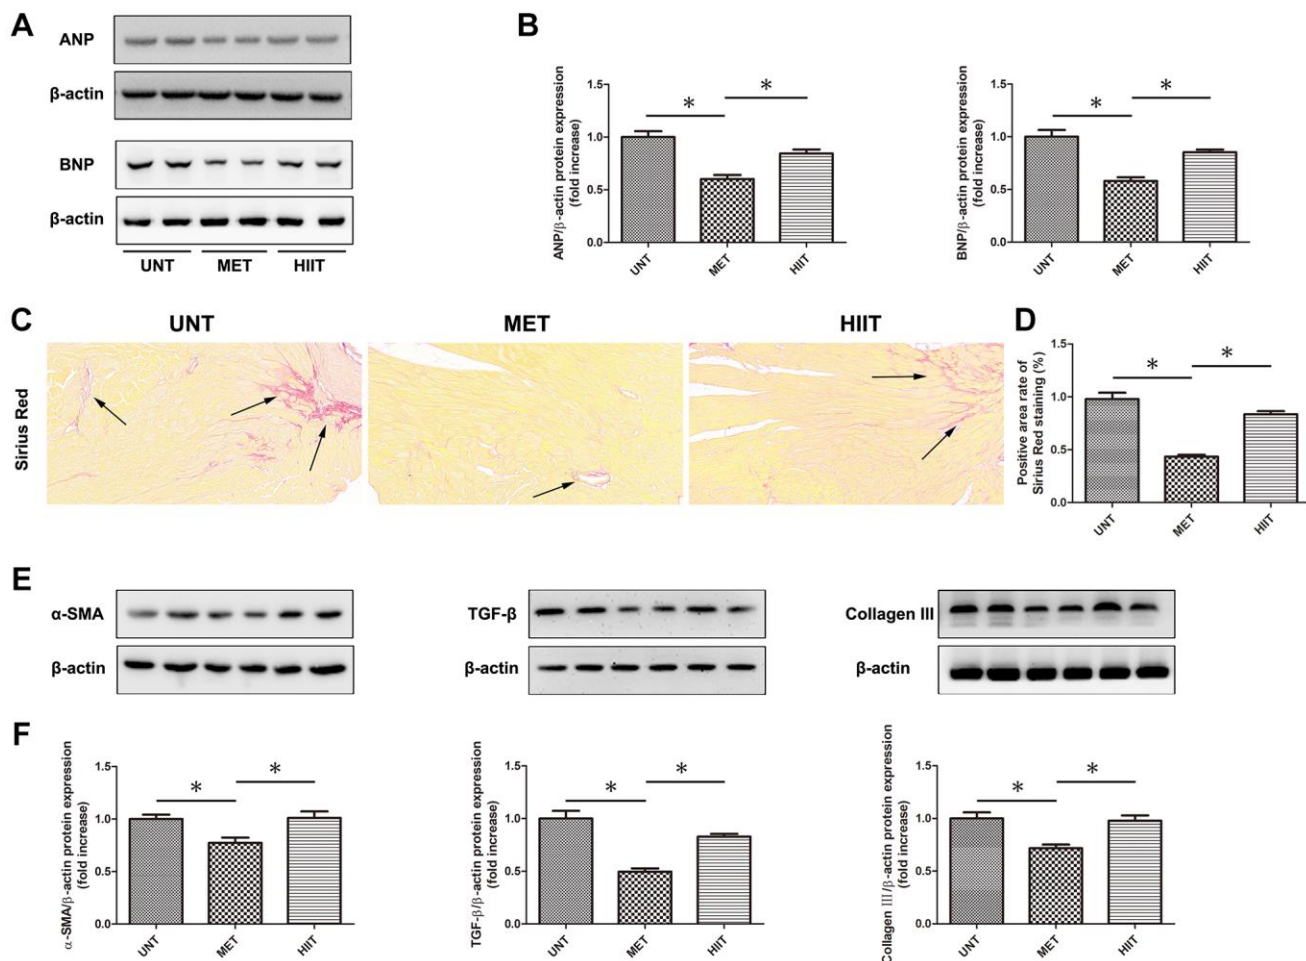 A
ANP
β-actin
BNP
β-actin
UNT MET HIIT
B
ANP/β-actin protein expression
(fold increase)
1.5
1.0
0.5
0.0
*
*
UNT
MET
HIIT
BNP/β-actin protein expression
(fold increase)
1.5
1.0
0.5
0.0
*
*
UNT
MET
HIIT
C
UNT MET HIIT
Sirius Red
D
Positive area rate of
Sirius Red staining (%)
1.5
1.0
0.5
0.0
*
*
UNT
MET
HIIT
E
α-SMA
β-actin
TGF-β
β-actin
Collagen III
β-actin
F
α-SMA/β-actin protein expression
(fold increase)
1.5
1.0
0.5
0.0
*
*
UNT
MET
HIIT
TGF-β/β-actin protein expression
(fold increase)
1.5
1.0
0.5
0.0
*
*
UNT
MET
HIIT
Collagen III/β-actin protein expression
(fold increase)
1.5
1.0
0.5
0.0
*
*
UNT
MET
HIIT